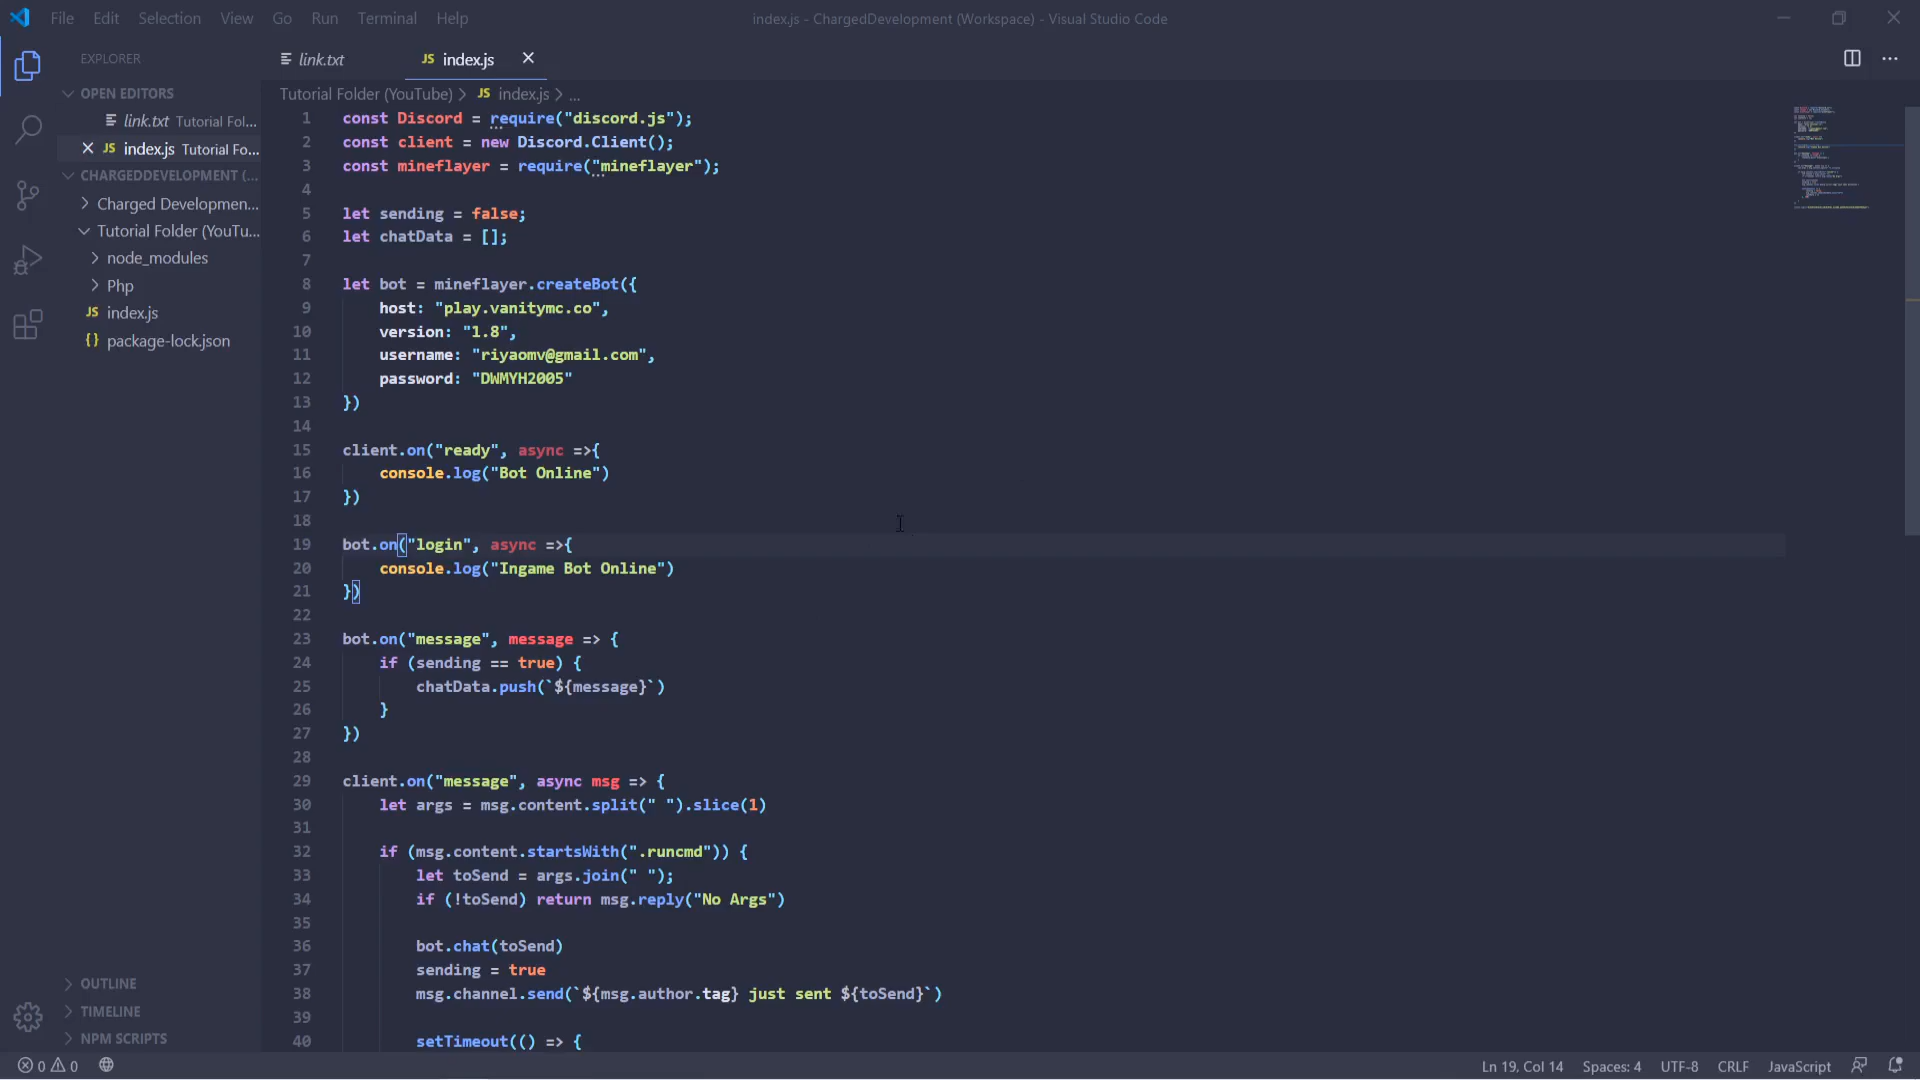 File Edit Selection View Go Run Terminal Help
index.js - ChargedDevelopment (Workspace) - Visual Studio Code
EXPLORER
OPEN EDITORS
link.txt Tutorial Fol...
JS index.js Tutorial Fo...
CHARGEDDEVELOPMENT (...
Charged Developmen...
Tutorial Folder (YouTu...
node_modules
Php
JS index.js
{} package-lock.json
OUTLINE
TIMELINE
NPM SCRIPTS
link.txt
JS index.js
Tutorial Folder (YouTube) > JS index.js > ...
1 const Discord = require("discord.js");
2 const client = new Discord.Client();
3 const mineflayer = require("mineflayer");
4
5 let sending = false;
6 let chatData = [];
7
8 let bot = mineflayer.createBot({
9 host: "play.vanitymc.co",
10 version: "1.8",
11 username: "riyaomv@gmail.com",
12 password: "DWMYH2005"
13 })
14
15 client.on("ready", async =>{
16 console.log("Bot Online")
17 })
18
19 bot.on("login", async =>{
20 console.log("Ingame Bot Online")
21 })
22
23 bot.on("message", message => {
24 if (sending == true) {
25 chatData.push(`${message}`)
26 }
27 })
28
29 client.on("message", async msg => {
30 let args = msg.content.split(" ").slice(1)
31
32 if (msg.content.startsWith(".runcmd")) {
33 let toSend = args.join(" ");
34 if (!toSend) return msg.reply("No Args")
35
36 bot.chat(toSend)
37 sending = true
38 msg.channel.send(`${msg.author.tag} just sent ${toSend}`)
39
40 setTimeout(() => {
0 0
Ln 19, Col 14 Spaces: 4 UTF-8 CRLF JavaScript